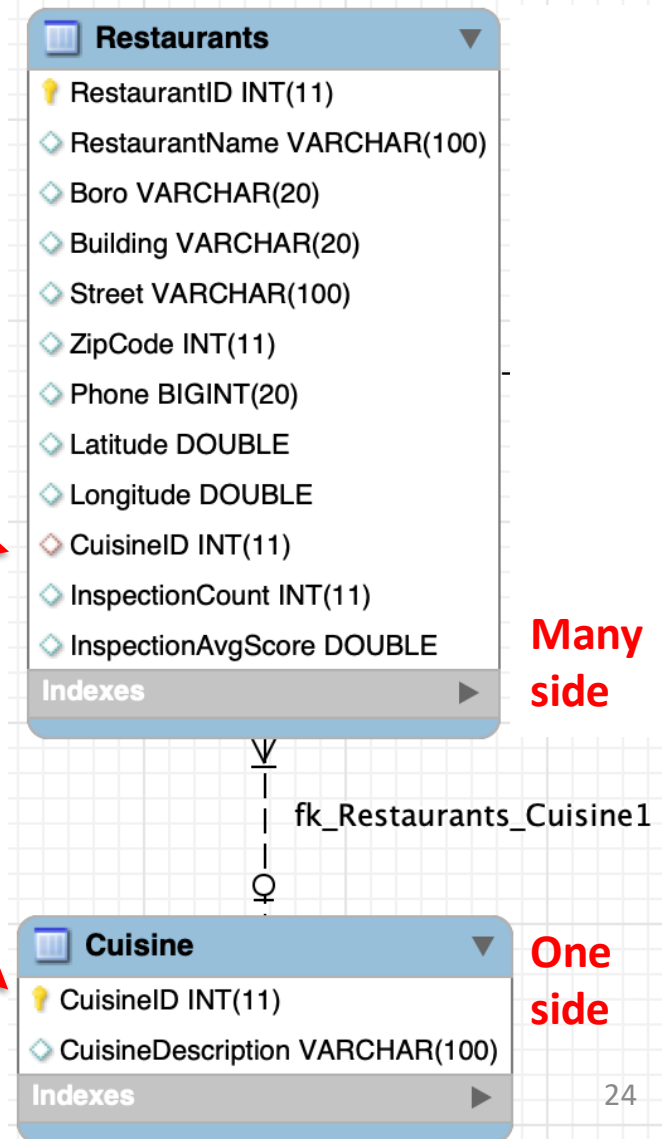 Restaurants
RestaurantID INT(11)
RestaurantName VARCHAR(100)
Boro VARCHAR(20)
Building VARCHAR(20)
Street VARCHAR(100)
ZipCode INT(11)
Phone BIGINT(20)
Latitude DOUBLE
Longitude DOUBLE
CuisineID INT(11)
InspectionCount INT(11)
InspectionAvgScore DOUBLE
Indexes
Many
side
fk_Restaurants_Cuisine1
Cuisine
CuisineID INT(11)
CuisineDescription VARCHAR(100)
Indexes
One
side
24